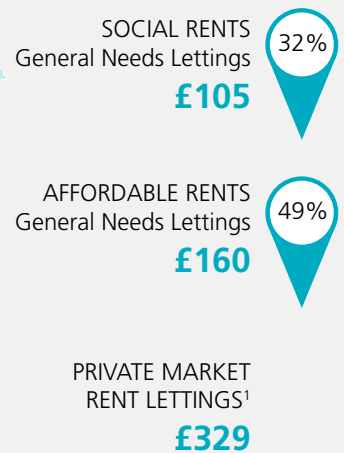 SOCIAL RENTS
General Needs Lettings
£105
32%
AFFORDABLE RENTS
General Needs Lettings
£160
49%
PRIVATE MARKET
RENT LETTINGS¹
£329